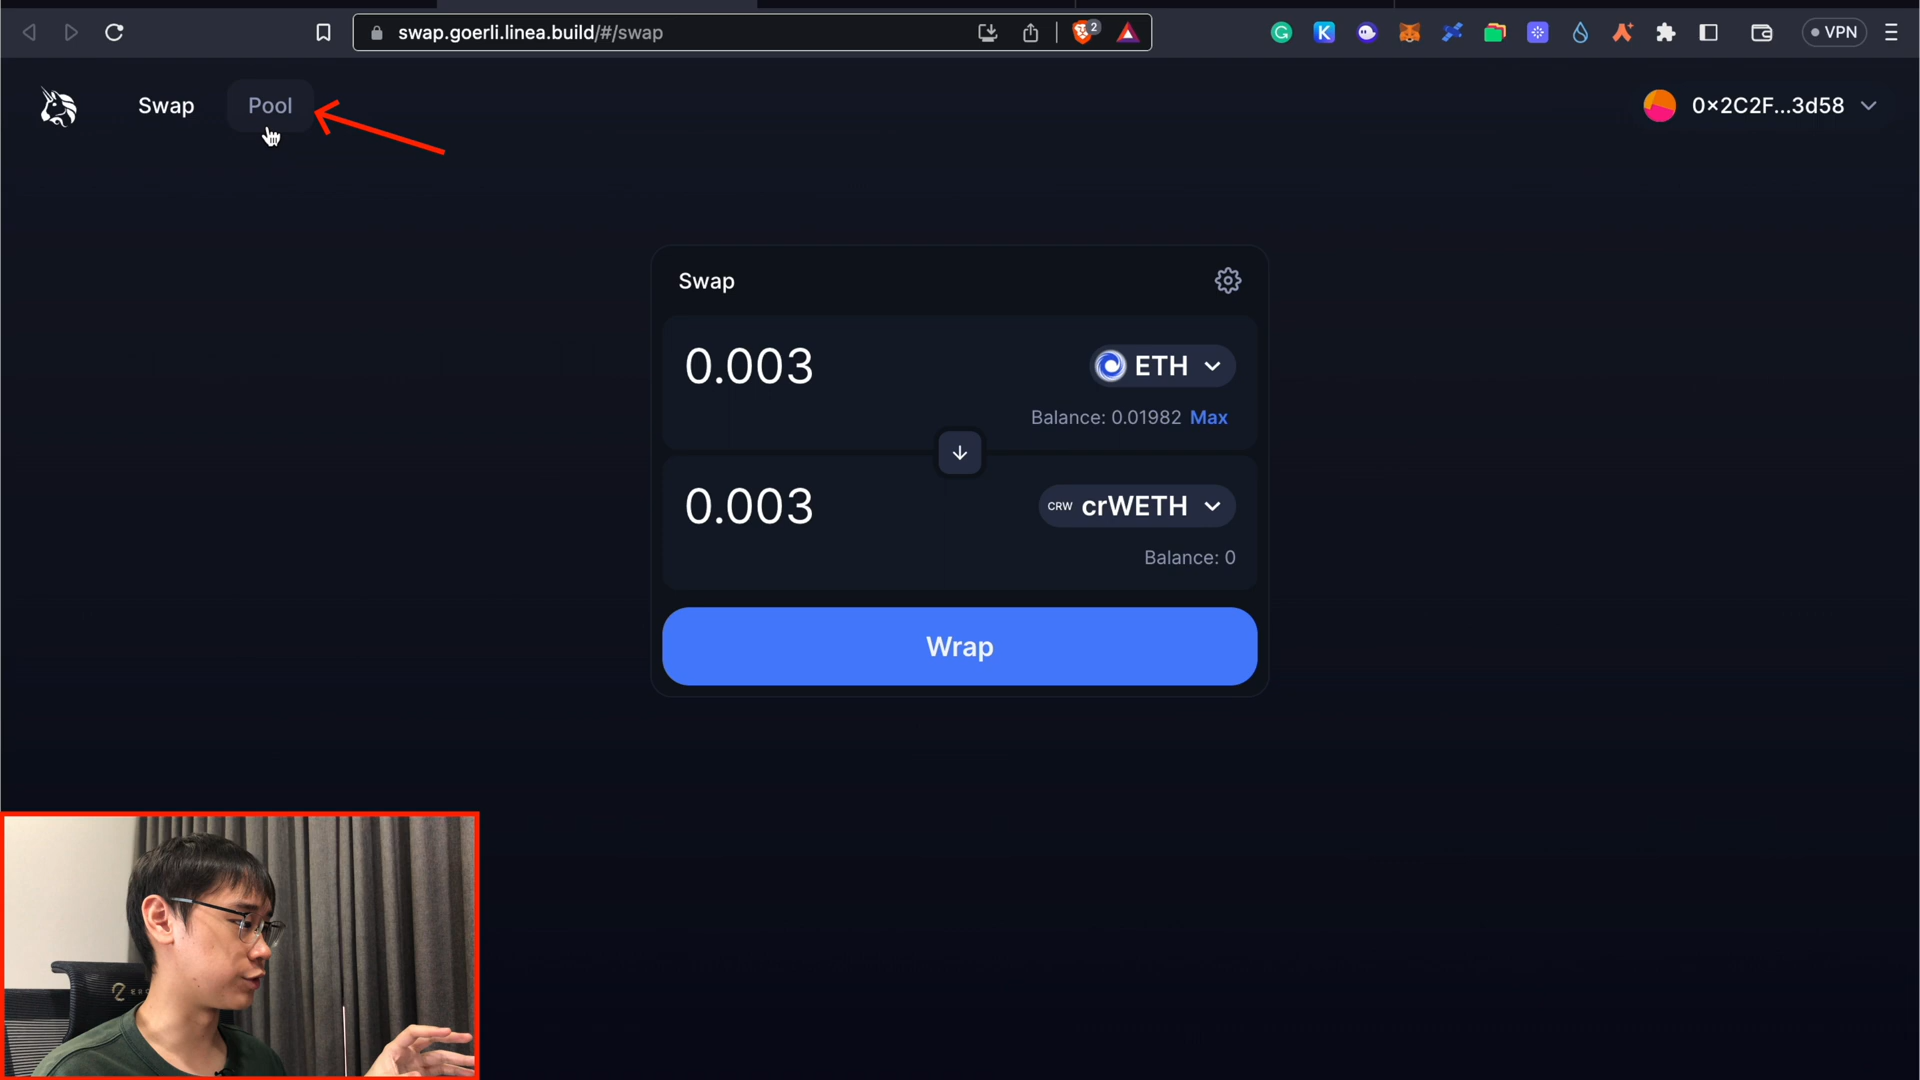 swap.goerli.linea.build/#/swap
2
VPN
Swap
Pool
0×2C2F...3d58
Swap
0.003
ETH
Balance: 0.01982 Max
0.003
CRW crWETH
Balance: 0
Wrap